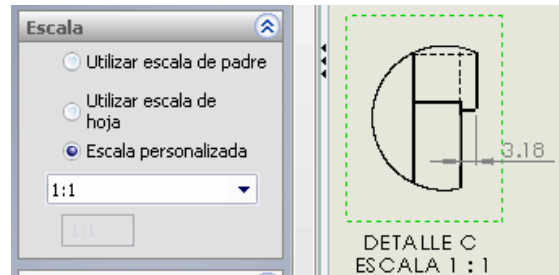 Escala
Utilizar escala de padre
Utilizar escala de
hoja
Escala personalizada
1:1
1:1
3.18
DETALLE C
ESCALA 1 : 1